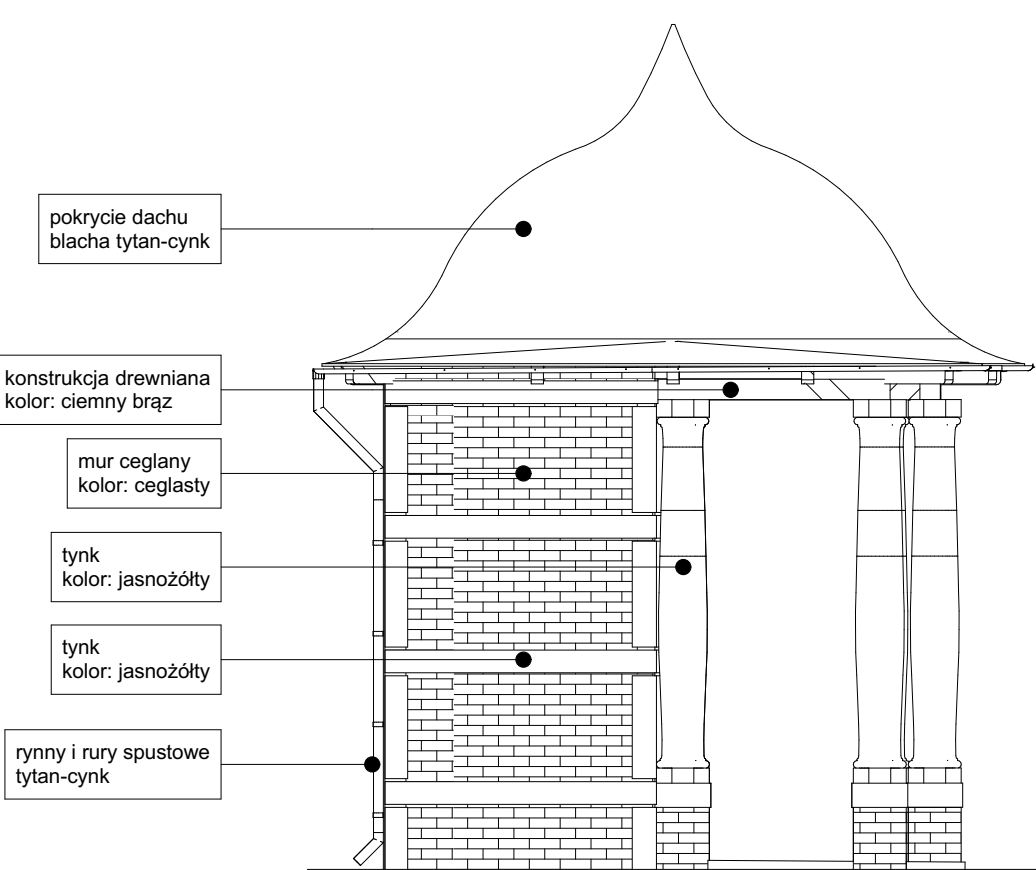 pokrycie dachu
blacha tytan-cynk
konstrukcja drewniana
kolor: ciemny brąz
mur ceglany
kolor: ceglasty
tynk
kolor: jasnożółty
tynk
kolor: jasnożółty
rynny i rury spustowe
tytan-cynk